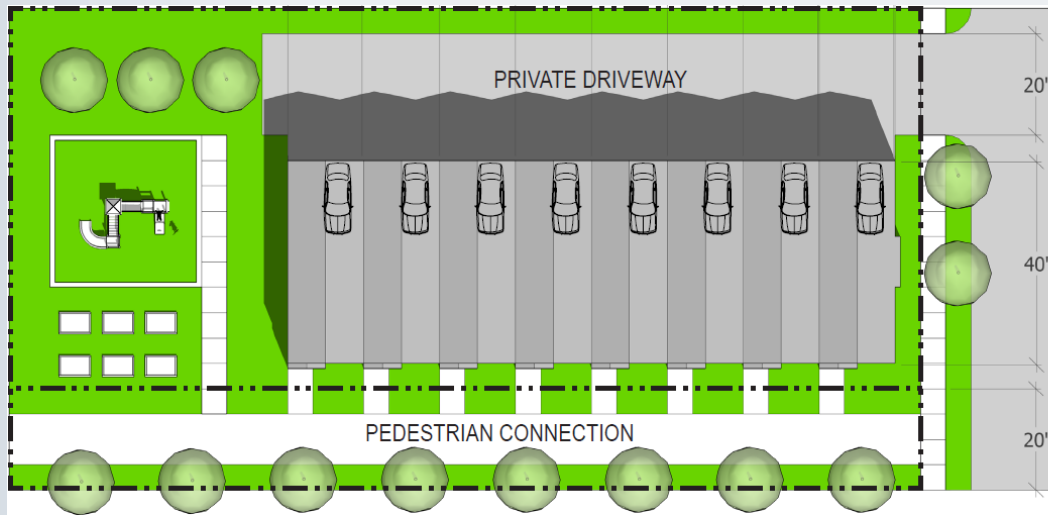 PRIVATE DRIVEWAY
20'
40'
PEDESTRIAN CONNECTION
20'